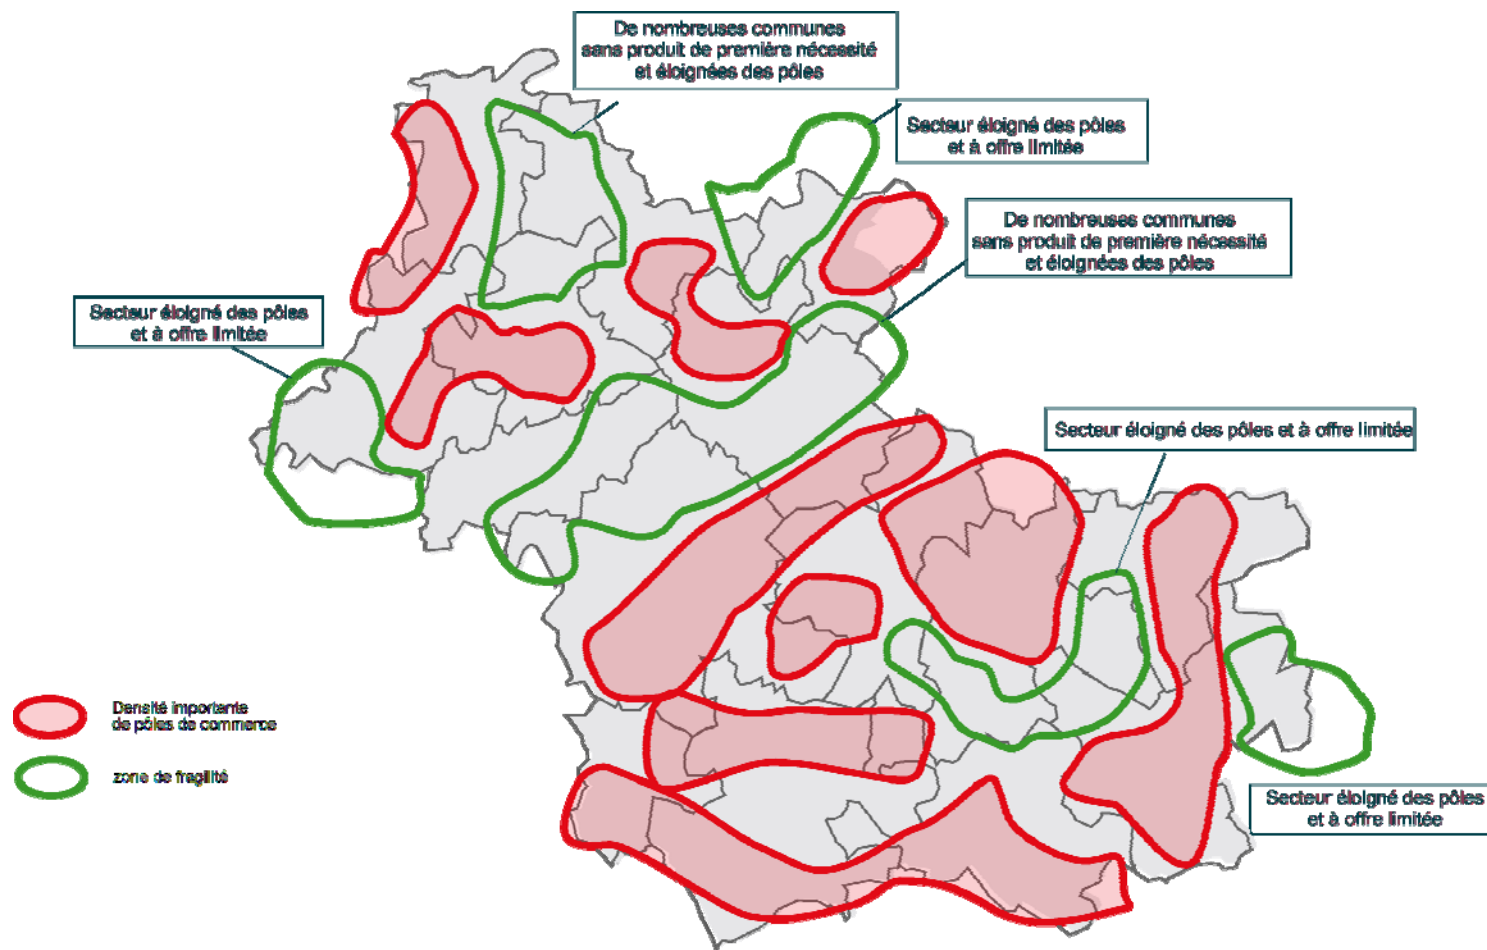 De nombreuses communes
sans produit de première nécessité
et éloignées des pôles
Secteur éloigné des pôles
et à offre limitée
De nombreuses communes
sans produit de première nécessité
et éloignées des pôles
Secteur éloigné des pôles
et à offre limitée
Secteur éloigné des pôles et à offre limitée
Densité importante
de pôles de commerce
zone de fragilité
Secteur éloigné des pôles
et à offre limitée